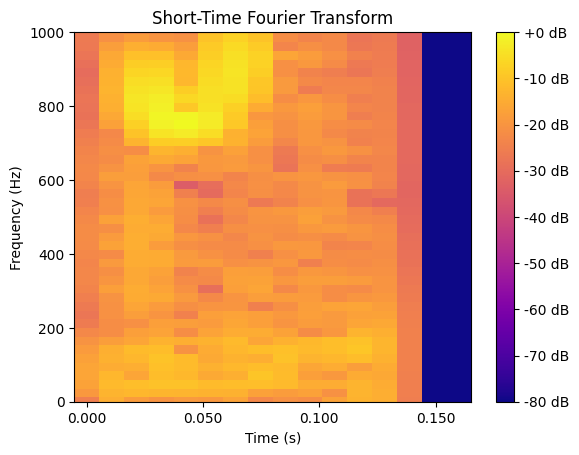 Short-Time Fourier Transform
Frequency (Hz)
1000
800
600
400
200
0
0.000
0.050
0.100
0.150
Time (s)
+0 dB
-10 dB
-20 dB
-30 dB
-40 dB
-50 dB
-60 dB
-70 dB
-80 dB